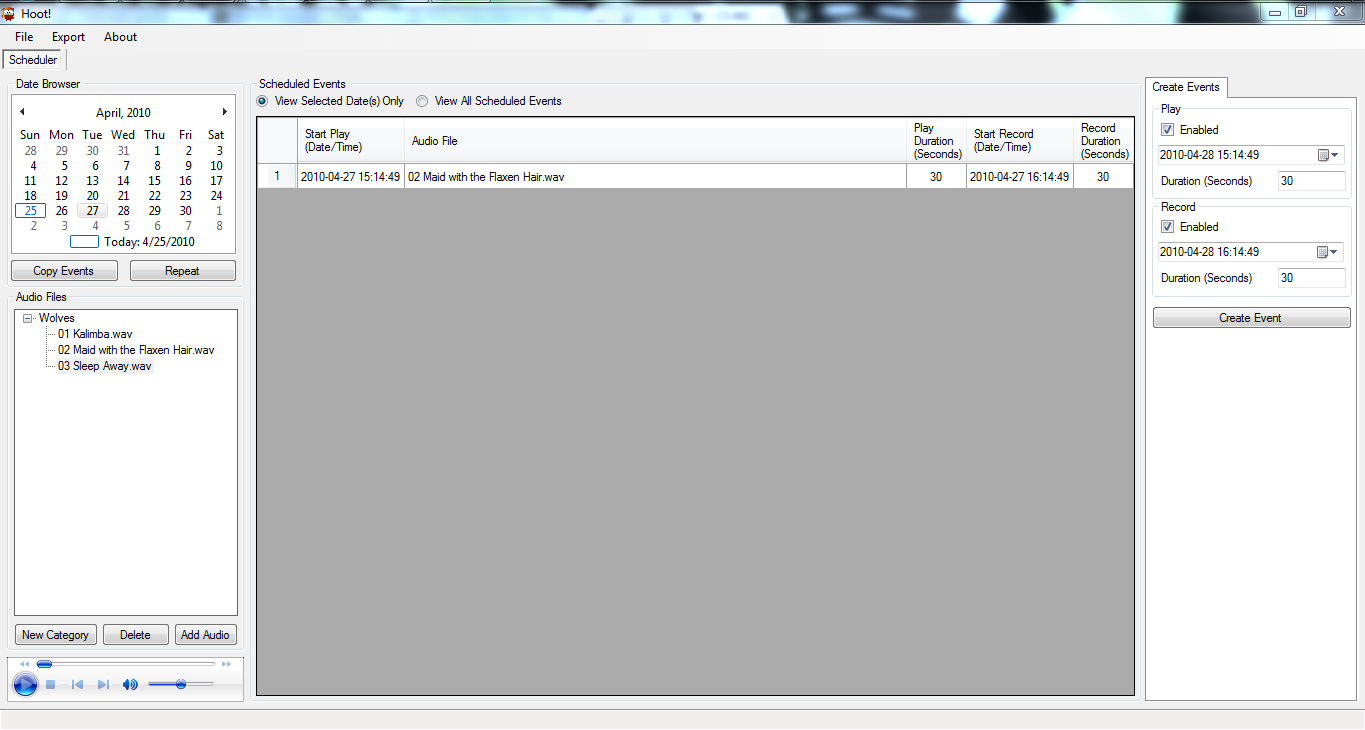 Hoot!
File Export About
Scheduler
Date Browser
April, 2010
Sun Mon Tue Wed Thu Fri Sat
28 29 30 31 1 2 3
4 5 6 7 8 9 10
11 12 13 14 15 16 17
18 19 20 21 22 23 24
25 26 27 28 29 30 1
2 3 4 5 6 7 8
Today: 4/25/2010
Copy Events Repeat
Audio Files
Wolves
01 Kalimba.wav
02 Maid with the Flaxen Hair.wav
03 Sleep Away.wav
New Category Delete Add Audio
Scheduled Events
View Selected Date(s) Only View All Scheduled Events
Start Play (Date/Time) Audio File Play Duration (Seconds) Start Record (Date/Time) Record Duration (Seconds)
1 2010-04-27 15:14:49 02 Maid with the Flaxen Hair.wav 30 2010-04-27 16:14:49 30
Create Events
Play
Enabled
2010-04-28 15:14:49
Duration (Seconds) 30
Record
Enabled
2010-04-28 16:14:49
Duration (Seconds) 30
Create Event